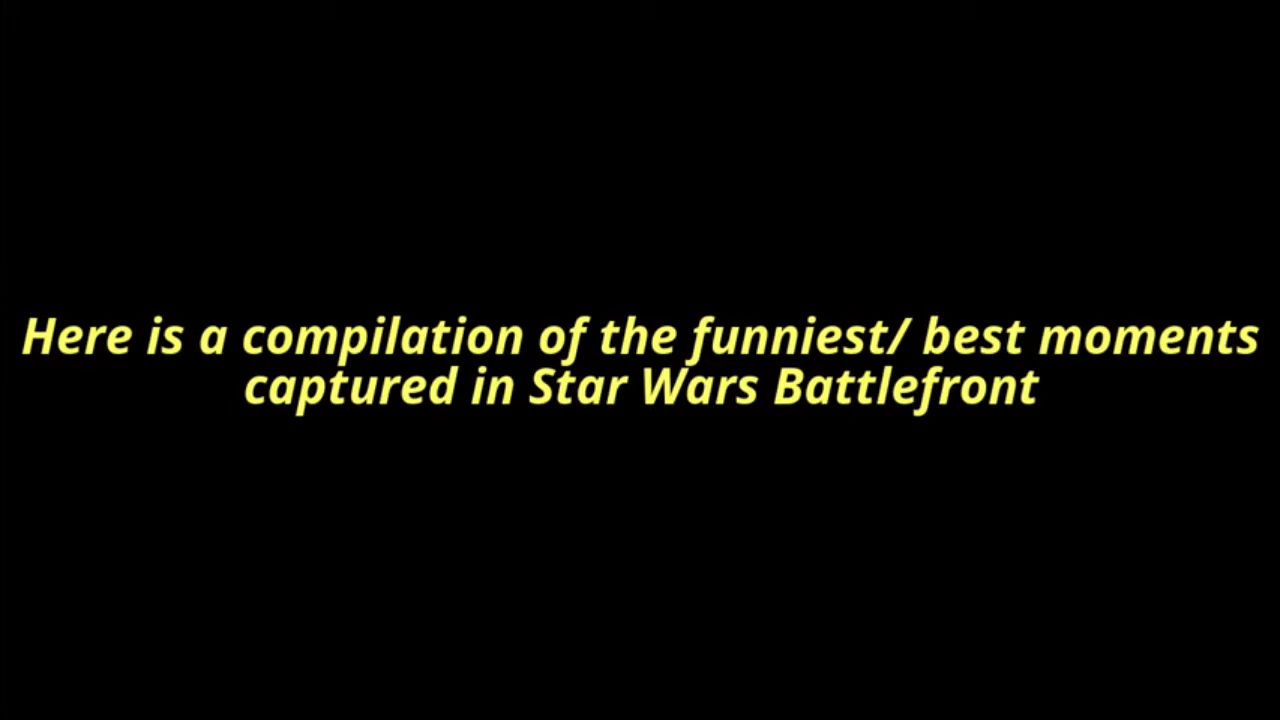 Here is a compilation of the funniest/ best moments
captured in Star Wars Battlefront